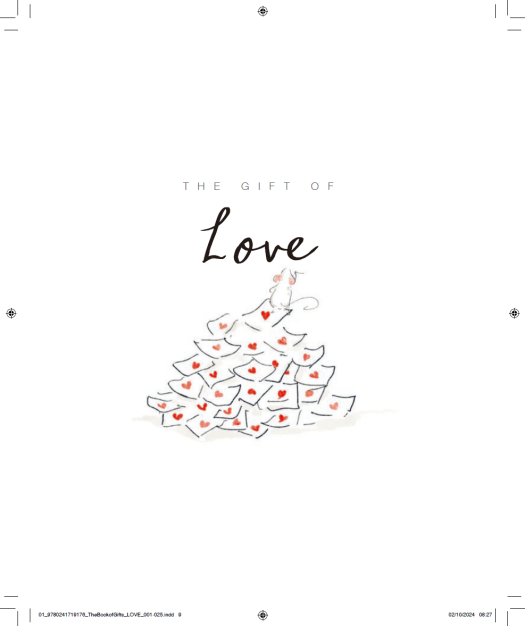 THE GIFT OF
Love
01_9780241719176_TheBookofGifts_LOVE_001-025.indd 9
02/10/2024 08:27